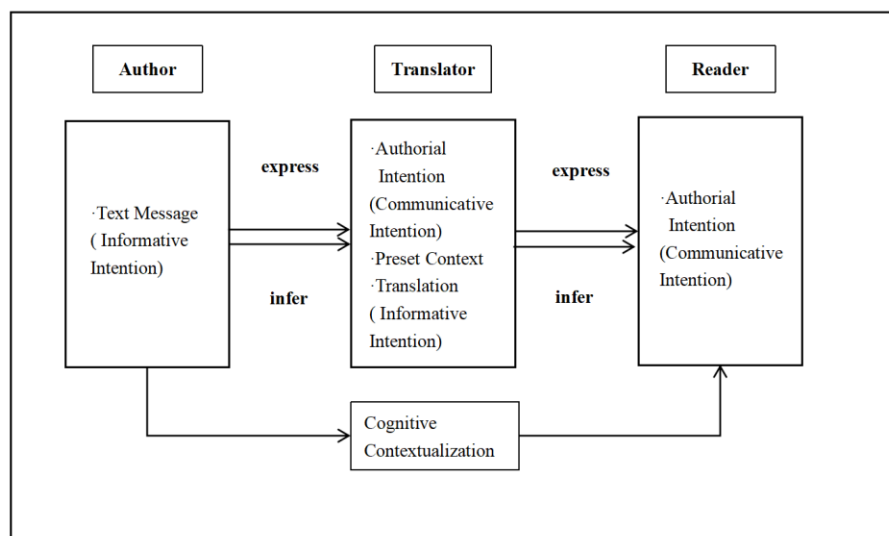 Author
Translator
Reader
·Text Message
( Informative
Intention)
express
infer
·Authorial
Intention
(Communicative
Intention)
·Preset Context
·Translation
( Informative
Intention)
express
infer
·Authorial
Intention
(Communicative
Intention)
Cognitive
Contextualization